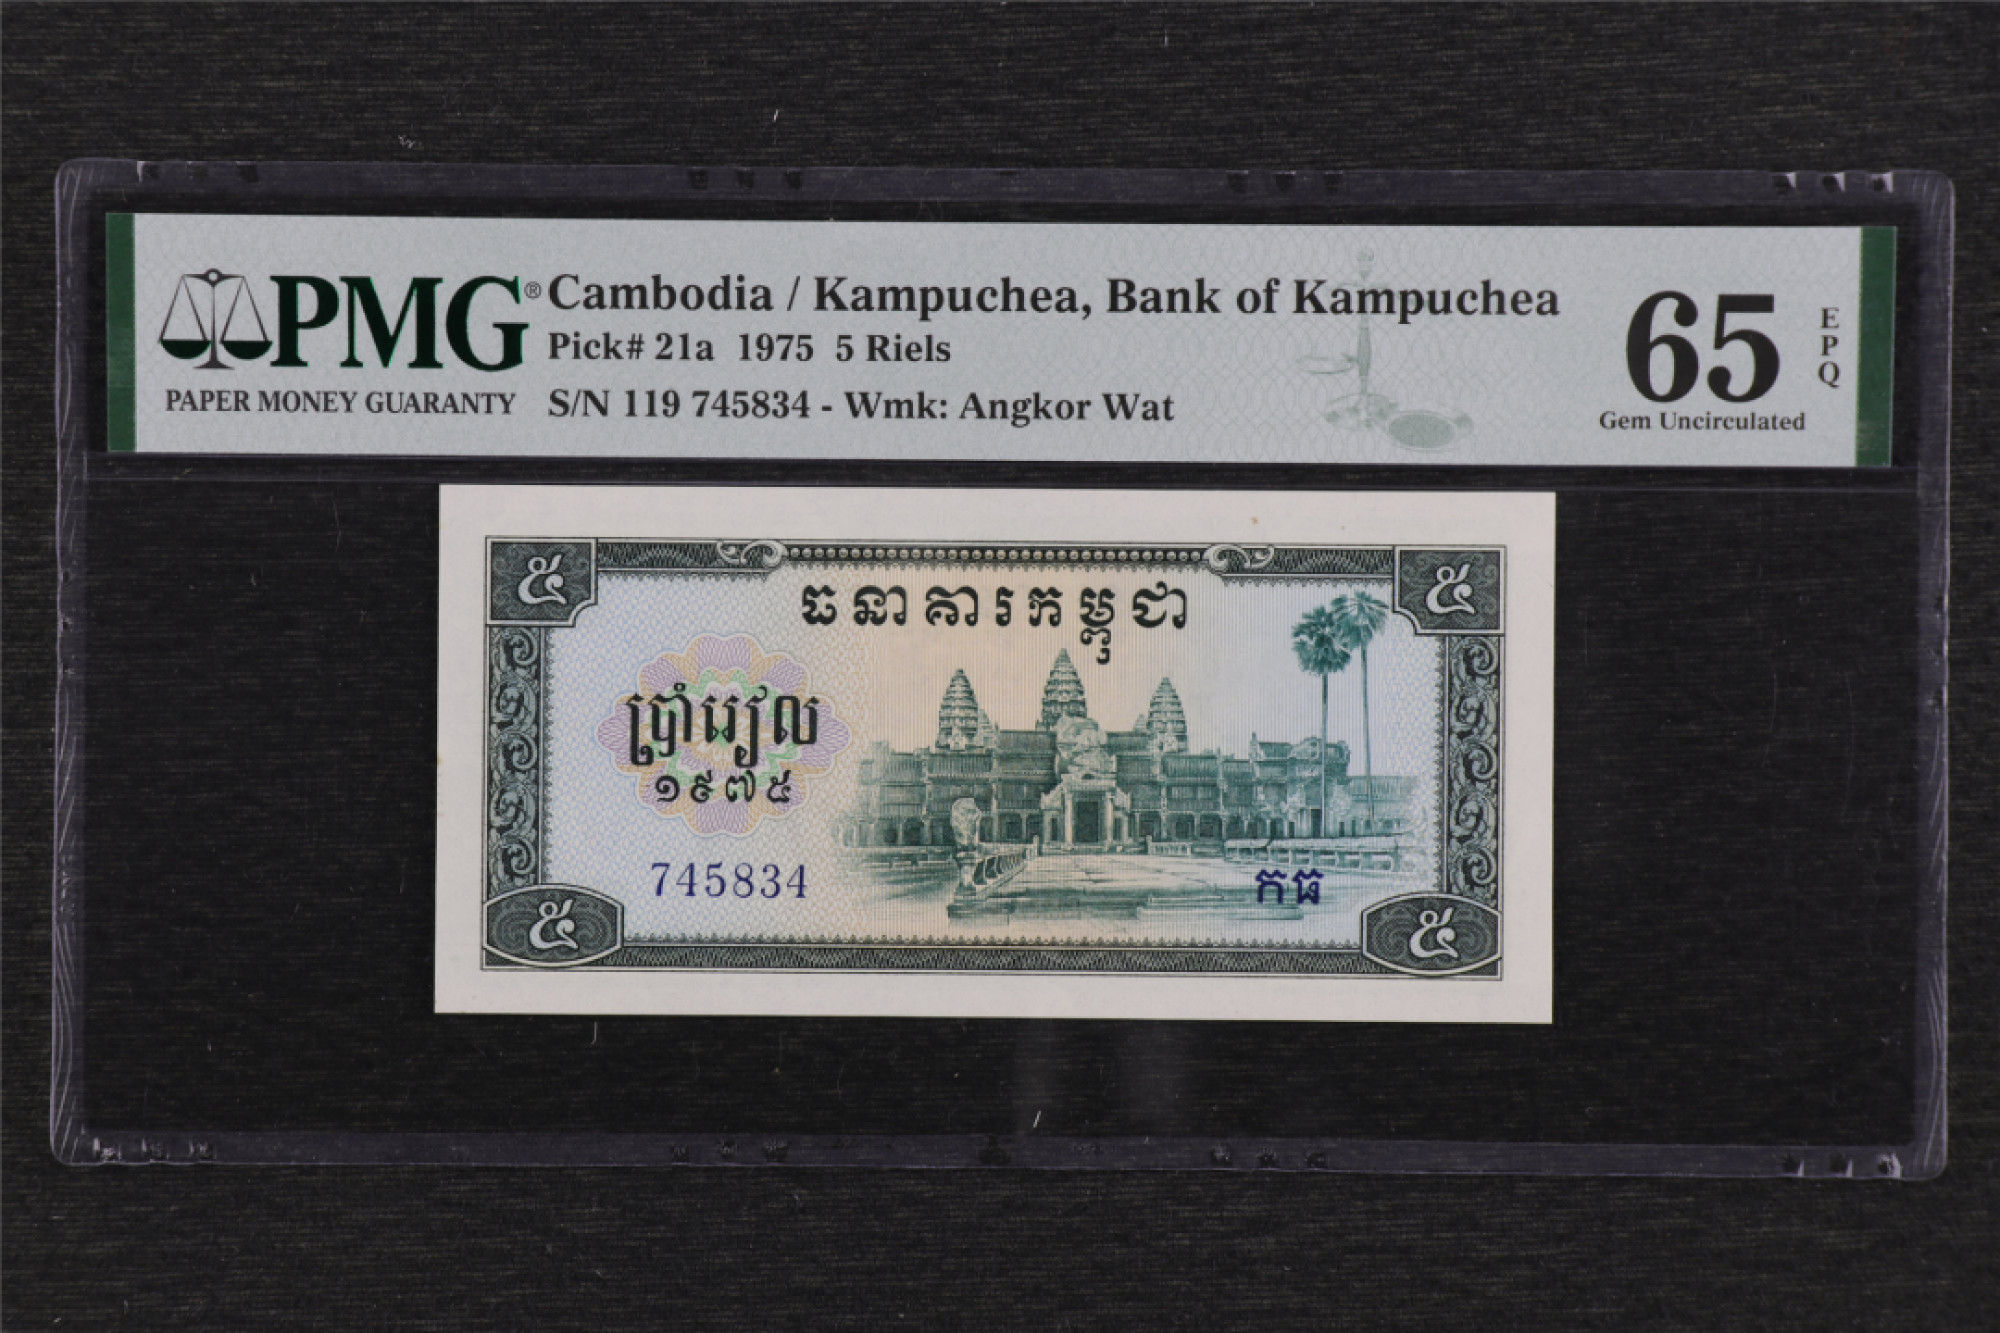 PMG® Cambodia / Kampuchea, Bank of Kampuchea
Pick# 21a 1975 5 Riels
PAPER MONEY GUARANTY S/N 119 745834 - Wmk: Angkor Wat
65 EPQ
Gem Uncirculated
៥ ៥
ធនាគារកម្ពុជា
ប្រាំរៀល
១៩៧៥
745834 កធ
៥ ៥